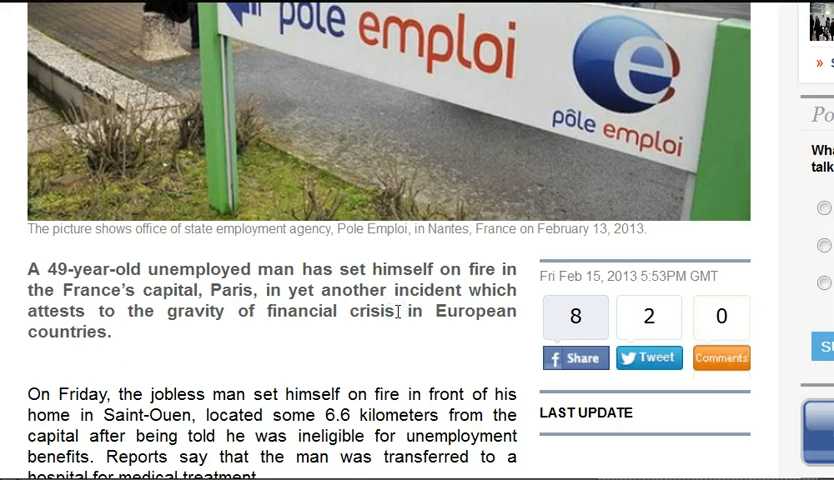 pôle emploi
pôle emploi
The picture shows office of state employment agency, Pole Emploi, in Nantes, France on February 13, 2013.
A 49-year-old unemployed man has set himself on fire in
the France's capital, Paris, in yet another incident which
attests to the gravity of financial crisis in European
countries.
On Friday, the jobless man set himself on fire in front of his
home in Saint-Ouen, located some 6.6 kilometers from the
capital after being told he was ineligible for unemployment
benefits. Reports say that the man was transferred to a
hospital for medical treatment.
Fri Feb 15, 2013 5:53PM GMT
8 2 0
f Share Tweet Comments
LAST UPDATE
» S
Po
Wha
talk
SU